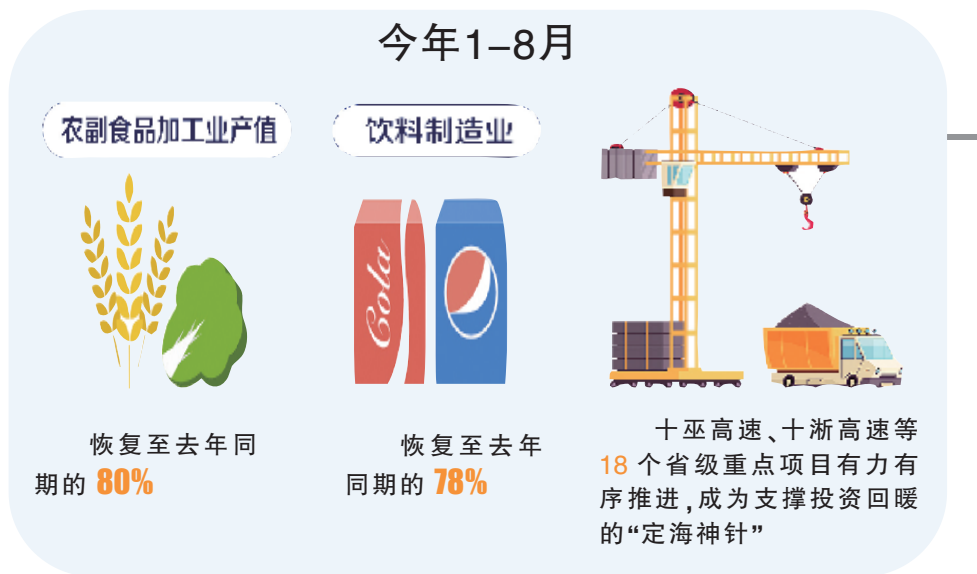 今年1–8月
农副食品加工业产值
饮料制造业
Cola
恢复至去年同
期的 80%
恢复至去年
同期的 78%
十巫高速、十淅高速等
18 个省级重点项目有力有
序推进,成为支撑投资回暖
的“定海神针”